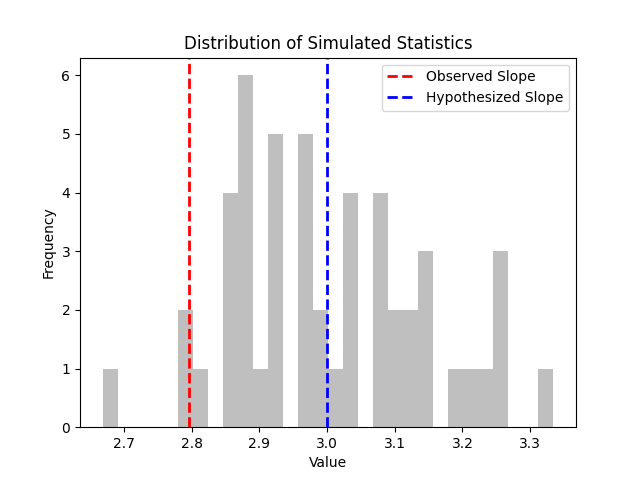 Distribution of Simulated Statistics
Observed Slope
Hypothesized Slope
6
5
4
3
2
1
0
Frequency
2.7 2.8 2.9 3.0 3.1 3.2 3.3
Value